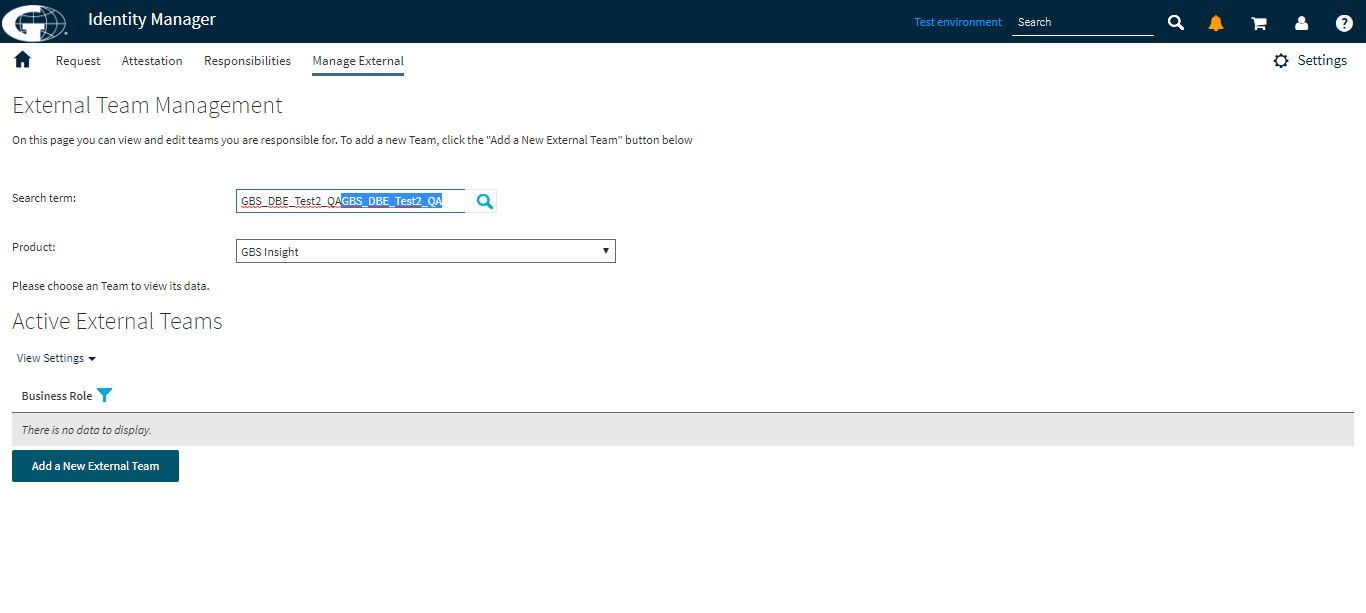 Identity Manager
Test environment
Search
?
Request
Attestation
Responsibilities
Manage External
Settings
External Team Management
On this page you can view and edit teams you are responsible for. To add a new Team, click the "Add a New External Team" button below
Search term:
GBS_DBE_Test2_QAGBS_DBE_Test2_QA
Product:
GBS Insight
Please choose an Team to view its data.
Active External Teams
View Settings
Business Role
There is no data to display.
Add a New External Team